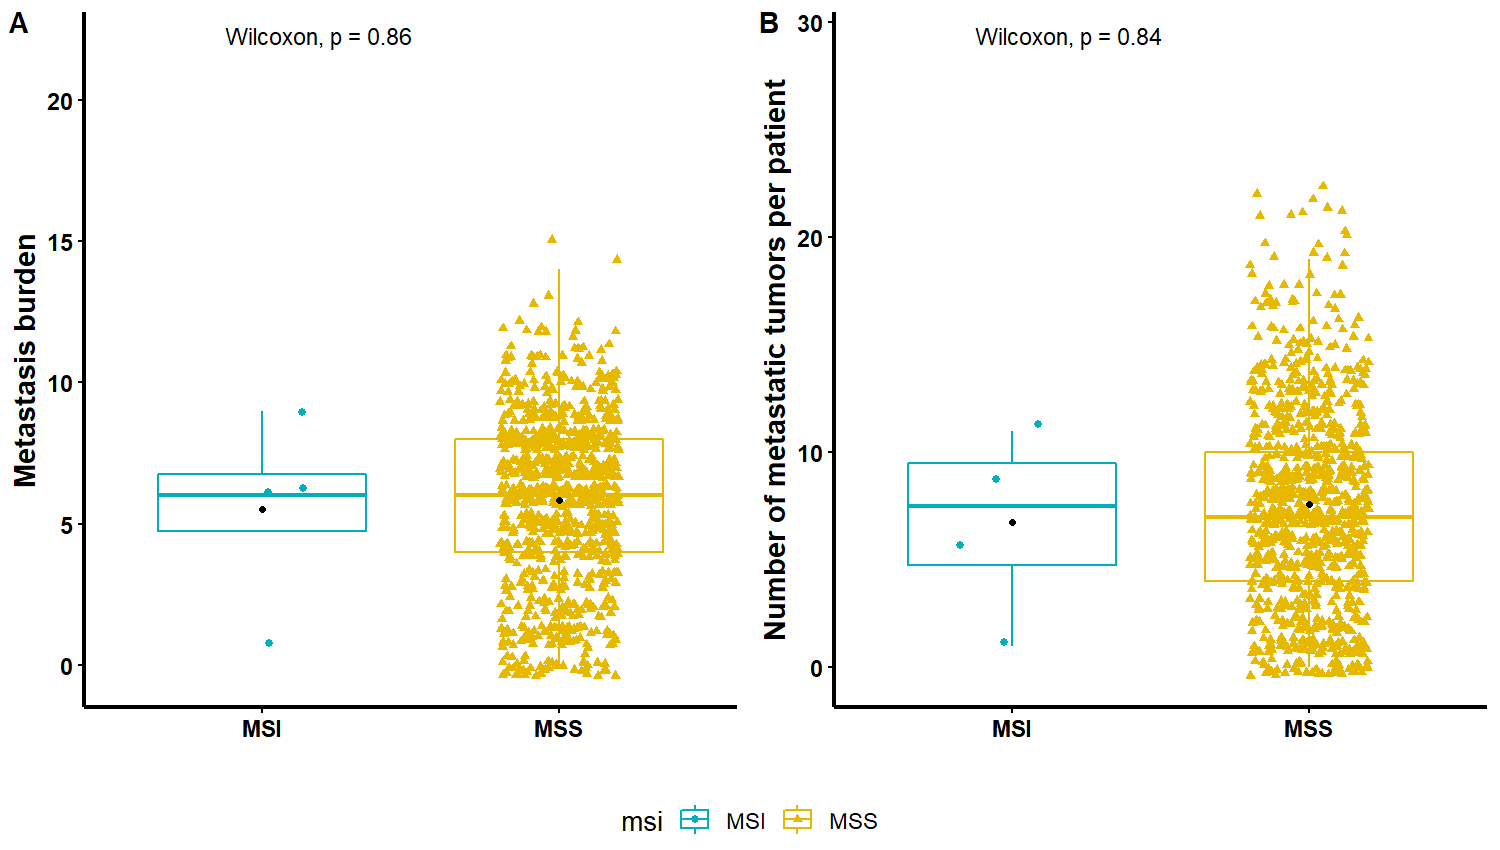 A
Wilcoxon, p = 0.86
Metastasis burden
20
15
10
5
0
MSI
MSS
B
Wilcoxon, p = 0.84
Number of metastatic tumors per patient
30
20
10
0
MSI
MSS
msi
MSI
MSS